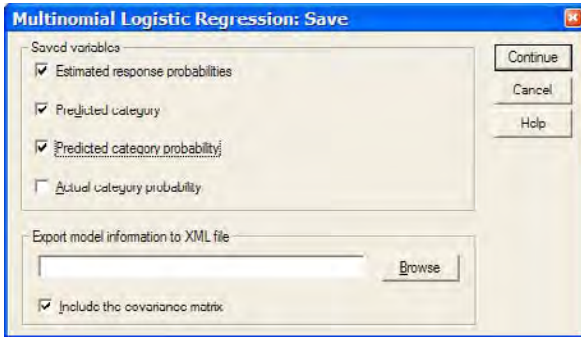 Multinomial Logistic Regression: Save
Saved variables
Estimated response probabilities
Predicted category
Predicted category probability
Actual category probability
Continue
Cancel
Help
Export model information to XML file
Browse
Include the covariance matrix